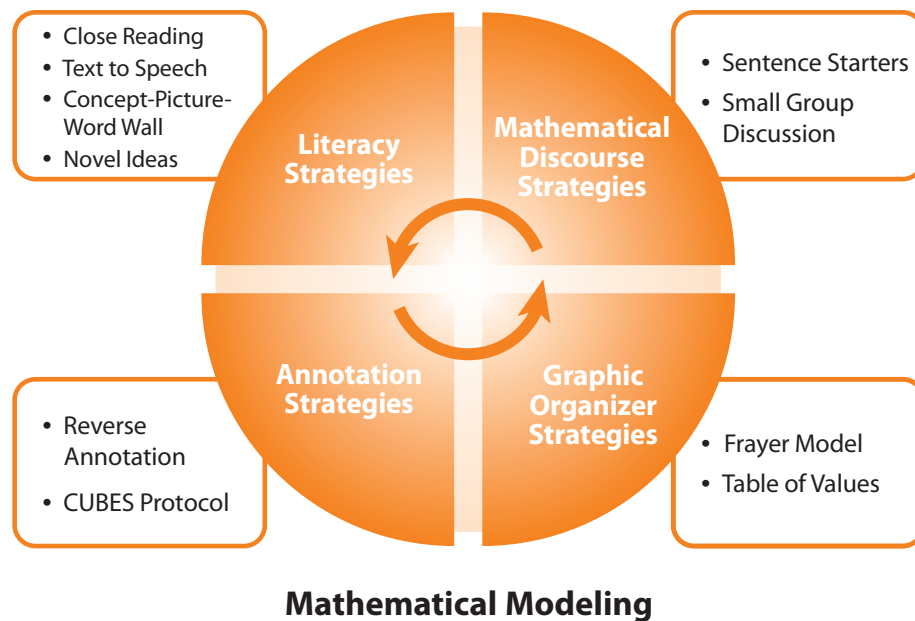 • Close Reading
• Text to Speech
• Concept-Picture-
Word Wall
• Novel Ideas
Literacy
Strategies
Mathematical
Discourse
Strategies
• Sentence Starters
• Small Group
Discussion
• Reverse
Annotation
• CUBES Protocol
Annotation
Strategies
Graphic
Organizer
Strategies
• Frayer Model
• Table of Values
Mathematical Modeling